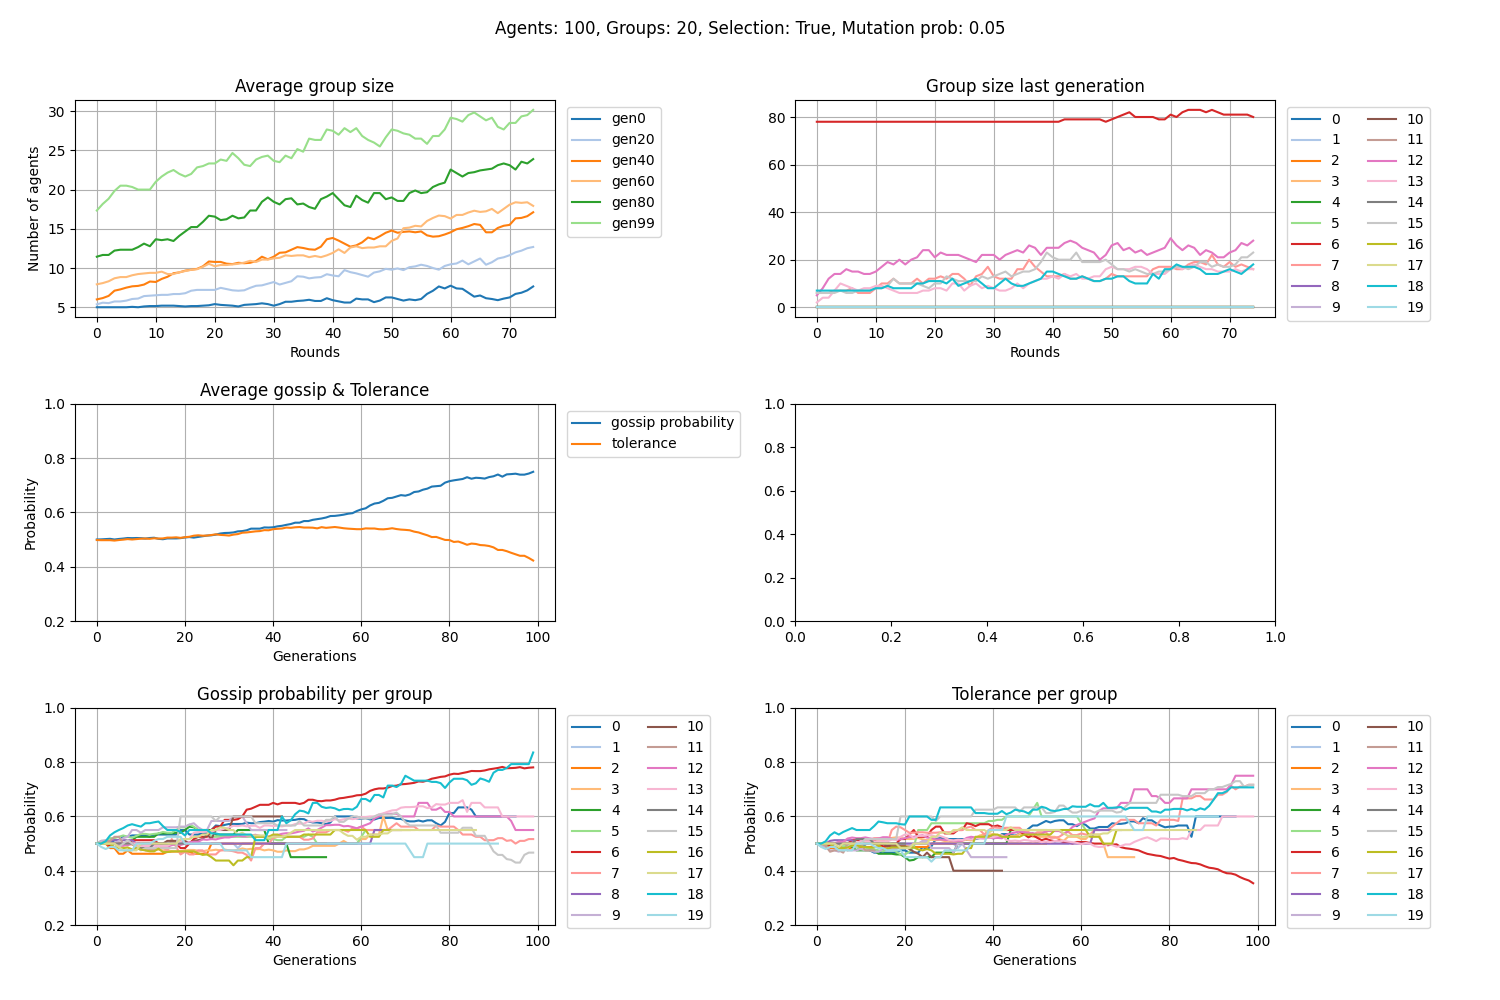 Agents: 100, Groups: 20, Selection: True, Mutation prob: 0.05
Average group size
Number of agents
30
25
20
15
10
5
0 10 20 30 40 50 60 70
Rounds
gen0
gen20
gen40
gen60
gen80
gen99
Group size last generation
80
60
40
20
0
0 10 20 30 40 50 60 70
Rounds
0 10
1 11
2 12
3 13
4 14
5 15
6 16
7 17
8 18
9 19
Average gossip & Tolerance
Probability
1.0
0.8
0.6
0.4
0.2
0 20 40 60 80 100
Generations
gossip probability
tolerance
1.0
0.8
0.6
0.4
0.2
0.0
0.0 0.2 0.4 0.6 0.8 1.0
Gossip probability per group
Probability
1.0
0.8
0.6
0.4
0.2
0 20 40 60 80 100
Generations
0 10
1 11
2 12
3 13
4 14
5 15
6 16
7 17
8 18
9 19
Tolerance per group
Probability
1.0
0.8
0.6
0.4
0.2
0 20 40 60 80 100
Generations
0 10
1 11
2 12
3 13
4 14
5 15
6 16
7 17
8 18
9 19